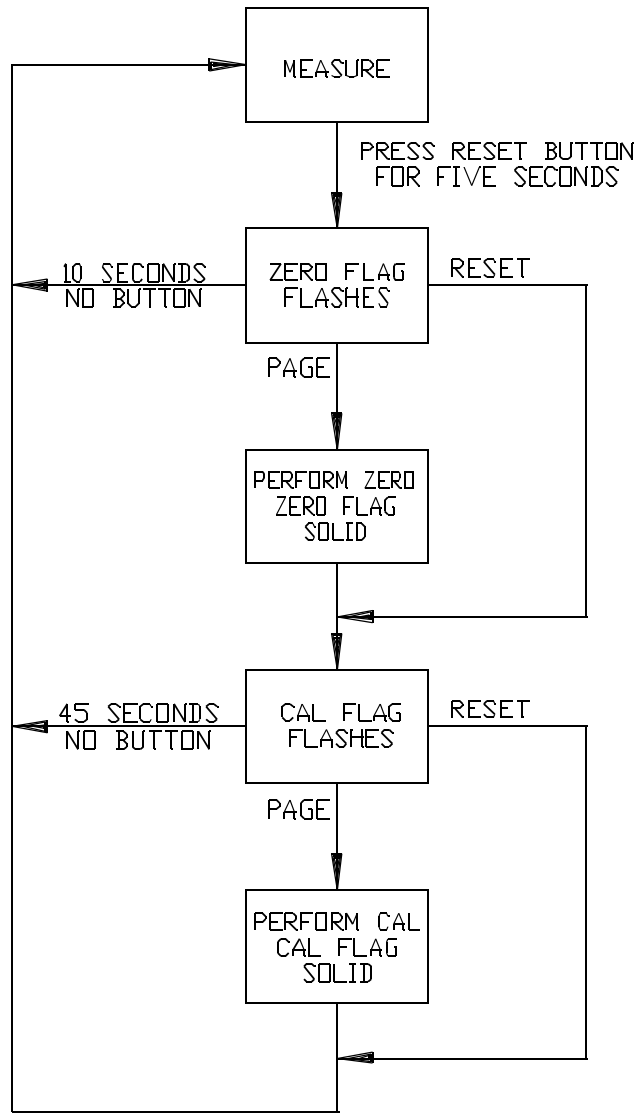 MEASURE
PRESS RESET BUTTON
FOR FIVE SECONDS
10 SECONDS
NO BUTTON
ZERO FLAG
FLASHES
RESET
PAGE
PERFORM ZERO
ZERO FLAG
SOLID
45 SECONDS
NO BUTTON
CAL FLAG
FLASHES
RESET
PAGE
PERFORM CAL
CAL FLAG
SOLID